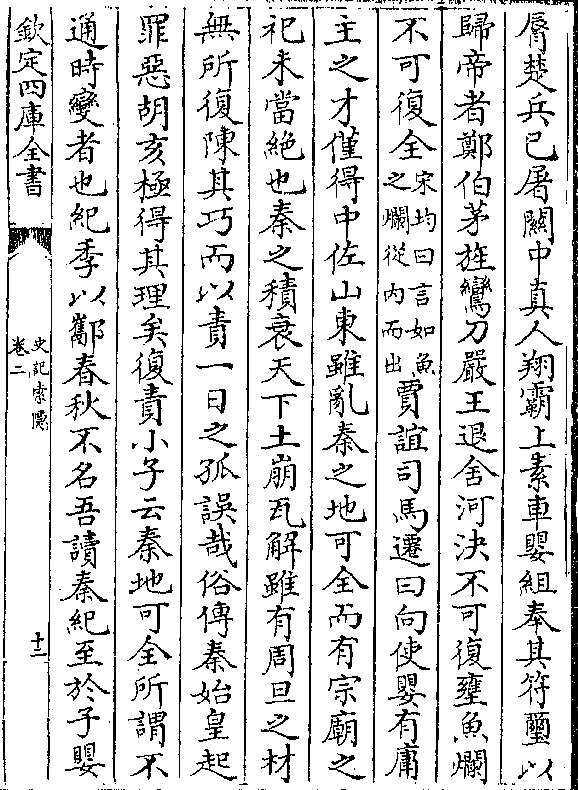 脣楚兵已屠關中真人翔霸上素車嬰組奉其符璽以
歸帝者鄭伯茅旌鸞刀嚴王退舍河決不可復壅魚爛
不可復全宋均曰言如魚之爛從内而出賈誼司馬遷曰向使嬰有庸
主之才僅得中佐山東雖亂秦之地可全而有宗廟之
祀未當絶也秦之積衰天下土崩瓦解雖有周旦之材
無所復陳其巧而以責一日之孤誤哉俗傳秦始皇起
罪惡胡亥極得其理矣復責小子云秦地可全所謂不
通時變者也紀季以酅春秋不名吾讀秦紀至於子嬰
欽定四庫全書
史記索隱
卷二
十二